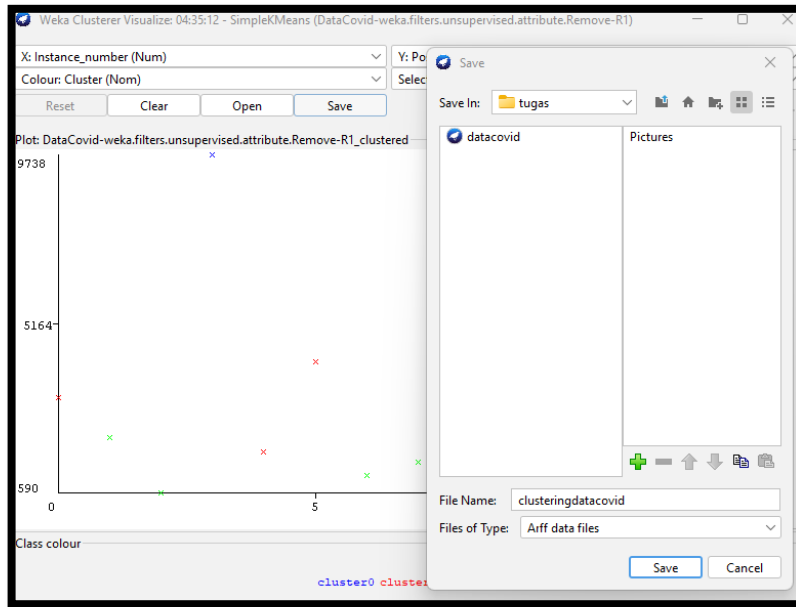 Weka Clusterer Visualize: 04:35:12 - SimpleKMeans (DataCovid-weka.filters.unsupervised.attribute.Remove-R1)
X: Instance_number (Num)
Y: Po
Colour: Cluster (Nom)
Selec
Reset
Clear
Open
Save
Plot: DataCovid-weka.filters.unsupervised.attribute.Remove-R1_clustered
9738
5164
590
0
5
Class colour
cluster0 cluster
Save
Save In:
tugas
datacovid
Pictures
File Name:
clusteringdatacovid
Files of Type:
Arff data files
Save
Cancel